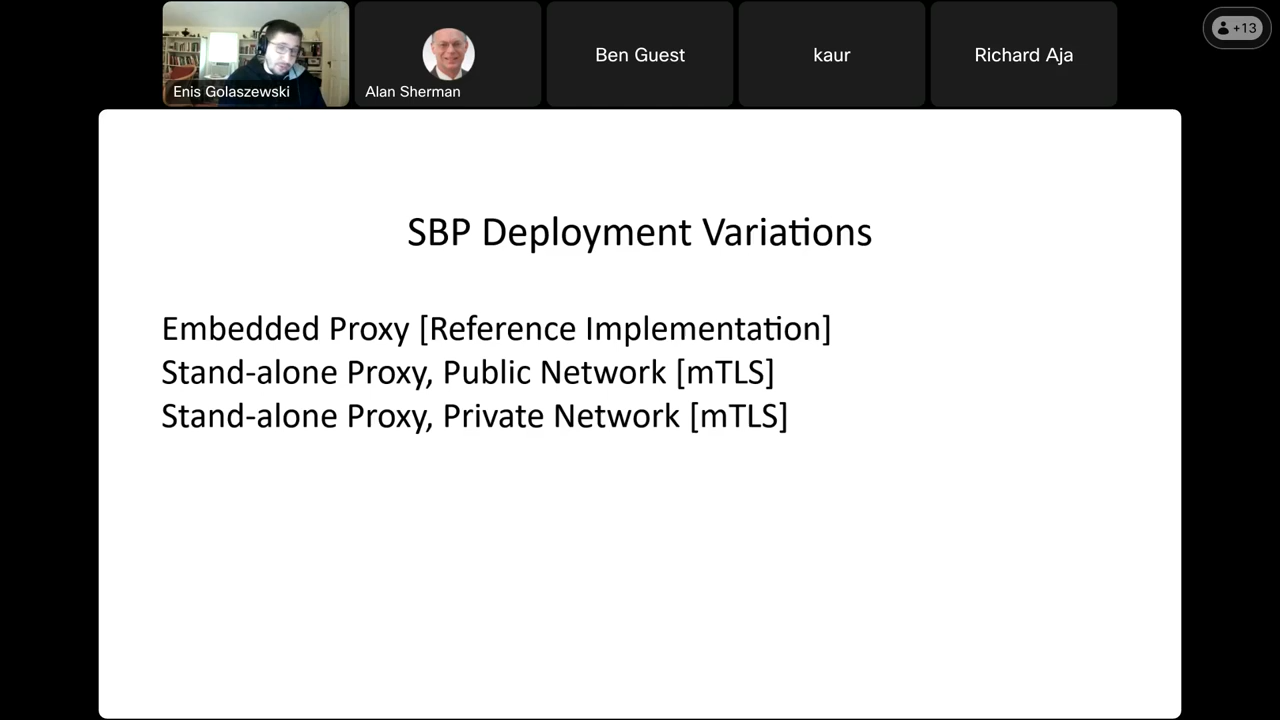 Enis Golaszewski
Alan Sherman
Ben Guest
kaur
Richard Aja
+13
SBP Deployment Variations
Embedded Proxy [Reference Implementation]
Stand-alone Proxy, Public Network [mTLS]
Stand-alone Proxy, Private Network [mTLS]